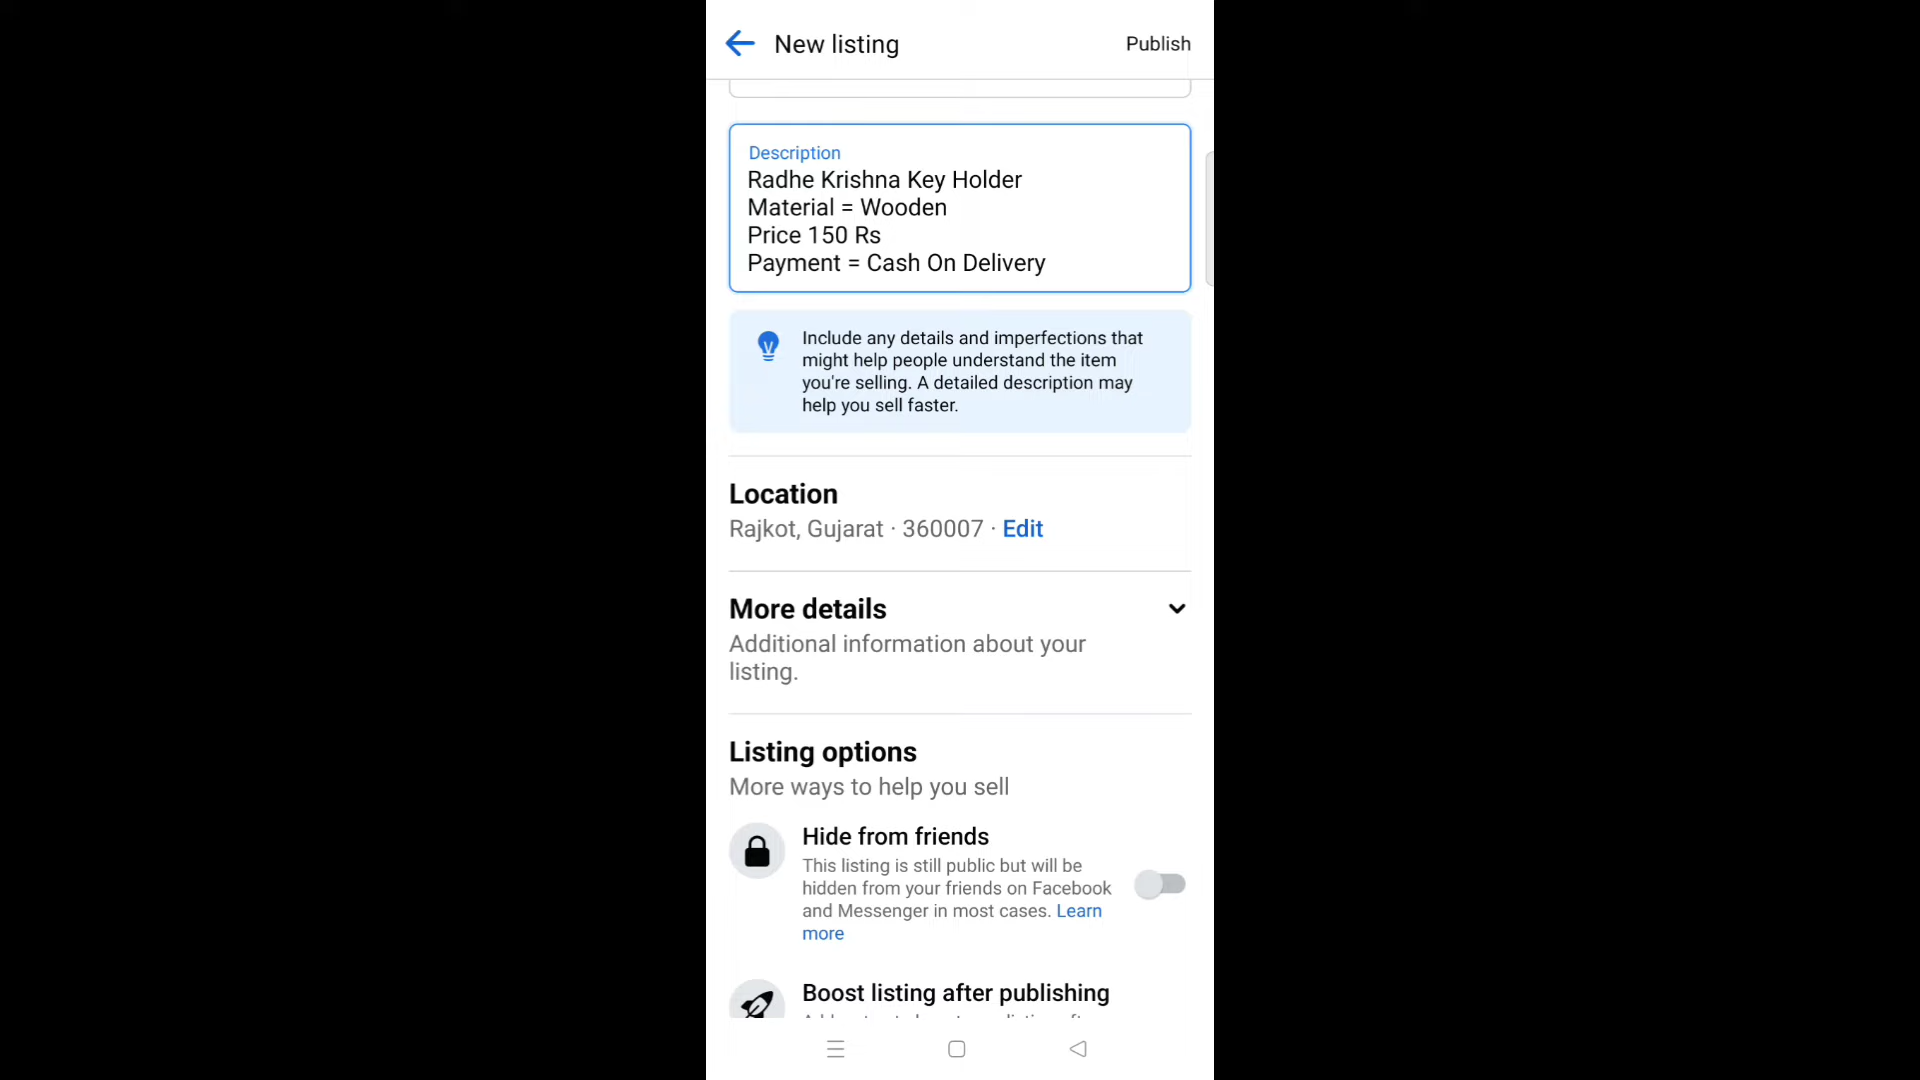 New listing
Publish
Description
Radhe Krishna Key Holder
Material = Wooden
Price 150 Rs
Payment = Cash On Delivery
Include any details and imperfections that
might help people understand the item
you're selling. A detailed description may
help you sell faster.
Location
Rajkot, Gujarat · 360007 · Edit
More details
Additional information about your
listing.
Listing options
More ways to help you sell
Hide from friends
This listing is still public but will be
hidden from your friends on Facebook
and Messenger in most cases. Learn
more
Boost listing after publishing